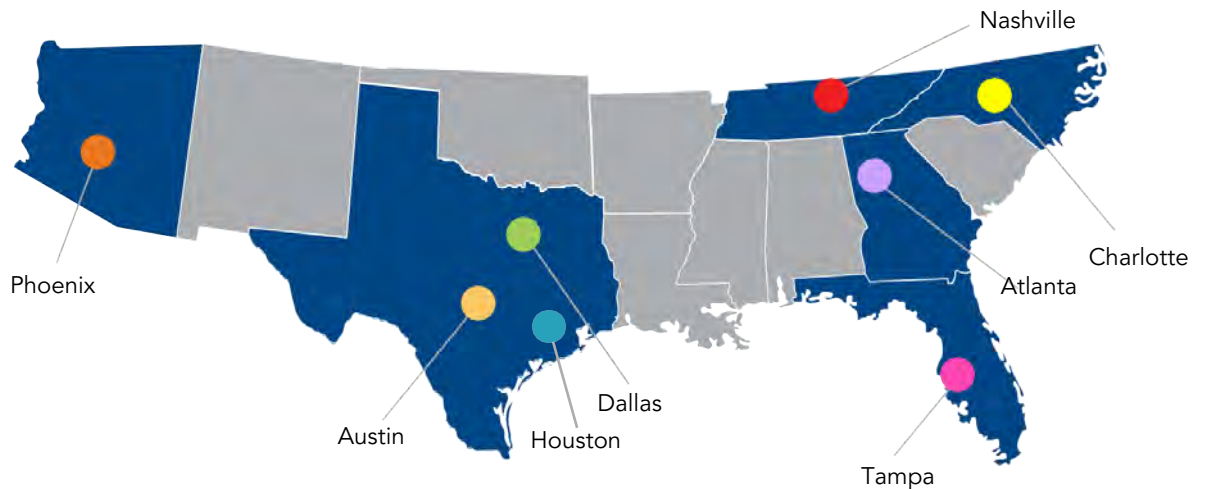 Nashville
Charlotte
Phoenix
Atlanta
Dallas
Austin
Houston
Tampa